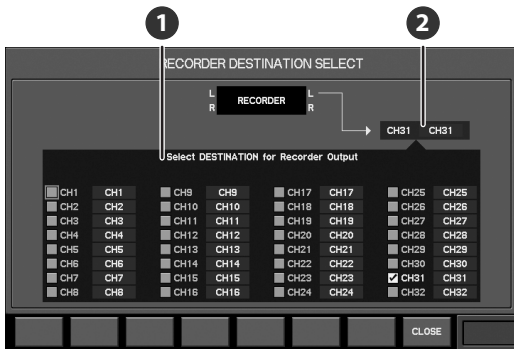 1 2
RECORDER DESTINATION SELECT
L L
RECORDER
R R
CH31 CH31
Select DESTINATION for Recorder Output
CH1 CH1 CH9 CH9 CH17 CH17 CH25 CH25
CH2 CH2 CH10 CH10 CH18 CH18 CH26 CH26
CH3 CH3 CH11 CH11 CH19 CH19 CH27 CH27
CH4 CH4 CH12 CH12 CH20 CH20 CH28 CH28
CH5 CH5 CH13 CH13 CH21 CH21 CH29 CH29
CH6 CH6 CH14 CH14 CH22 CH22 CH30 CH30
CH7 CH7 CH15 CH15 CH23 CH23 CH31 CH31
CH8 CH8 CH16 CH16 CH24 CH24 CH32 CH32
CLOSE